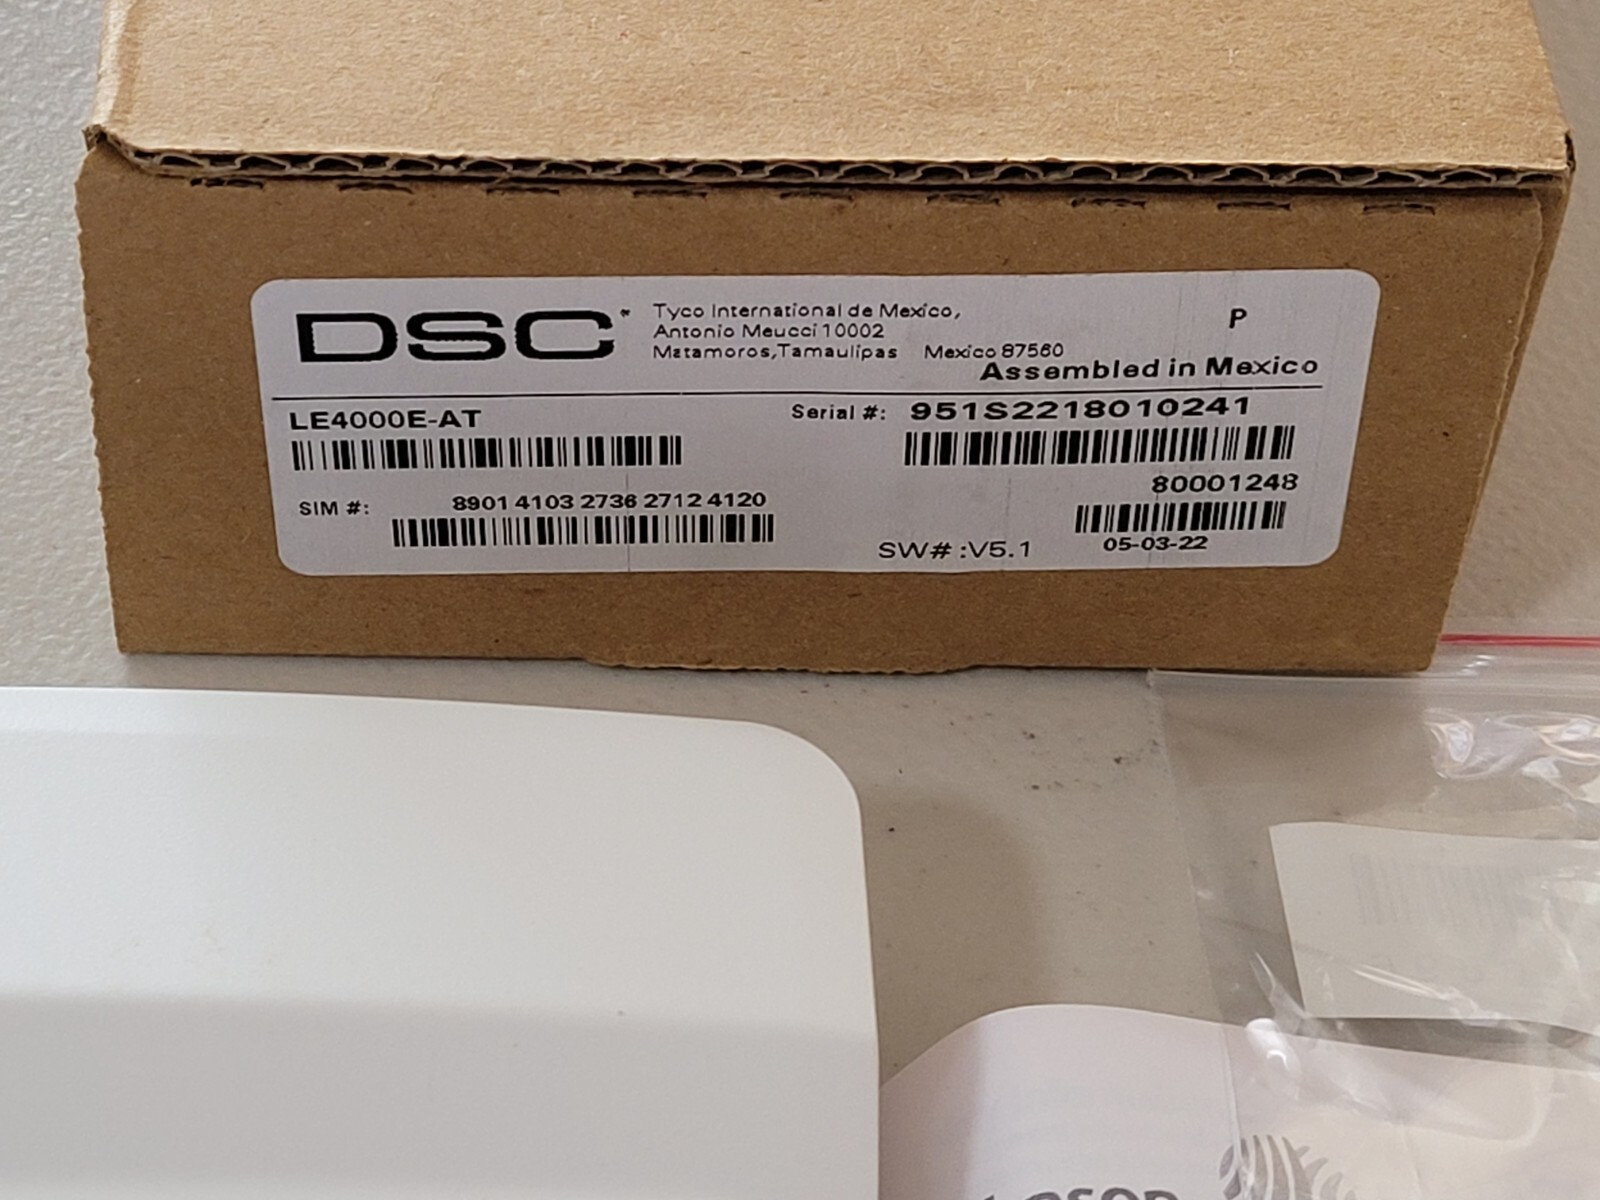 DSC
Tyco International de Mexico,
Antonio Meucci 10002
Matamoros,Tamaulipas Mexico 87560
P
Assembled in Mexico
LE4000E-AT
Serial #: 951S2218010241
SIM #: 8901 4103 2736 2712 4120
80001248
SW# :V5.1
05-03-22